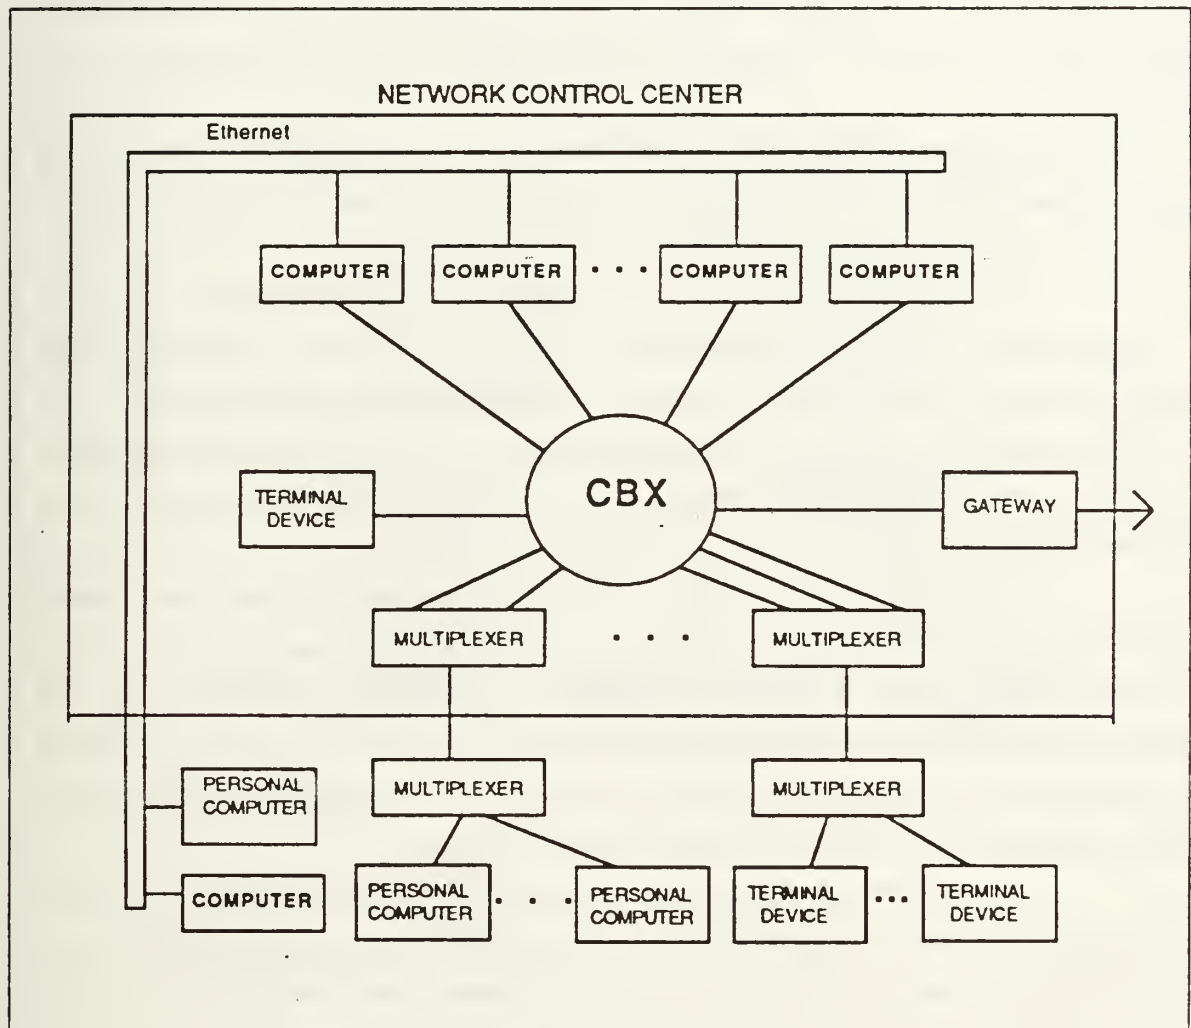 NETWORK CONTROL CENTER
Ethernet
COMPUTER
COMPUTER
. . .
COMPUTER
COMPUTER
TERMINAL
DEVICE
CBX
GATEWAY
MULTIPLEXER
. . .
MULTIPLEXER
PERSONAL
COMPUTER
MULTIPLEXER
MULTIPLEXER
COMPUTER
PERSONAL
COMPUTER
. . .
PERSONAL
COMPUTER
TERMINAL
DEVICE
...
TERMINAL
DEVICE